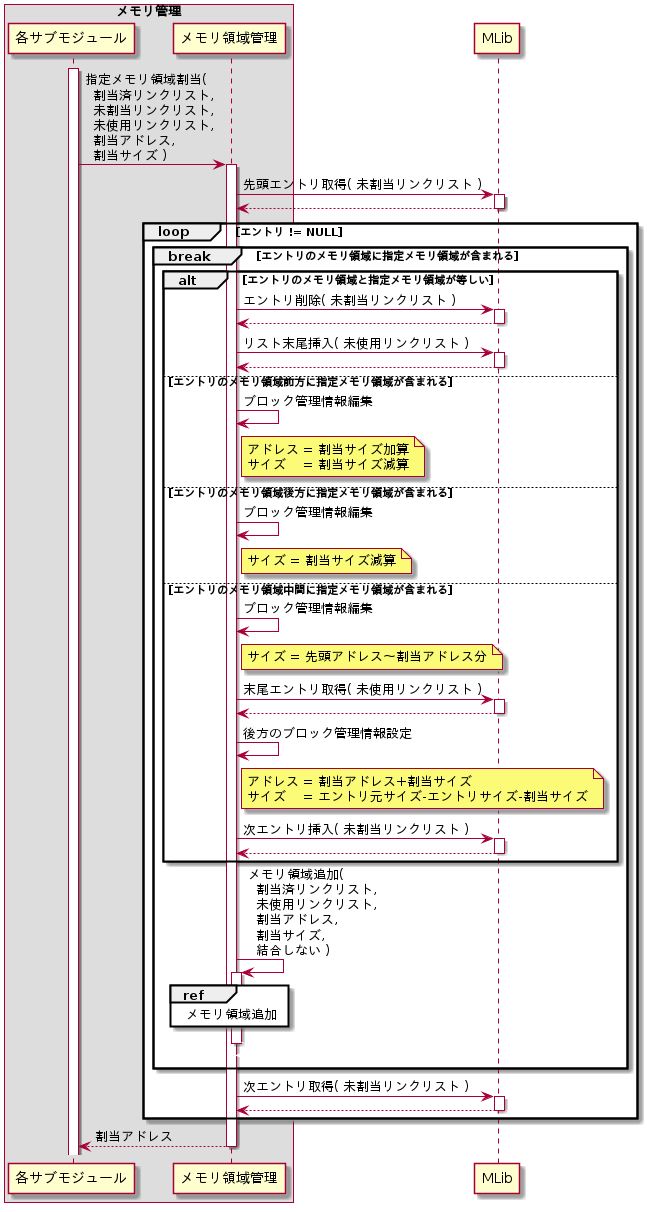 メモリ管理
各サブモジュール
メモリ領域管理
MLib
指定メモリ領域割当(
割当済リンクリスト,
未割当リンクリスト,
未使用リンクリスト,
割当アドレス,
割当サイズ )
先頭エントリ取得( 未割当リンクリスト )
loop [エントリ != NULL]
break [エントリのメモリ領域に指定メモリ領域が含まれる]
alt [エントリのメモリ領域と指定メモリ領域が等しい]
エントリ削除( 未割当リンクリスト )
リスト末尾挿入( 未使用リンクリスト )
[エントリのメモリ領域前方に指定メモリ領域が含まれる]
ブロック管理情報編集
アドレス = 割当サイズ加算
サイズ = 割当サイズ減算
[エントリのメモリ領域後方に指定メモリ領域が含まれる]
ブロック管理情報編集
サイズ = 割当サイズ減算
[エントリのメモリ領域中間に指定メモリ領域が含まれる]
ブロック管理情報編集
サイズ = 先頭アドレス～割当アドレス分
末尾エントリ取得( 未使用リンクリスト )
後方のブロック管理情報設定
アドレス = 割当アドレス+割当サイズ
サイズ = エントリ元サイズ-エントリサイズ-割当サイズ
次エントリ挿入( 未割当リンクリスト )
メモリ領域追加(
割当済リンクリスト,
未使用リンクリスト,
割当アドレス,
割当サイズ,
結合しない )
ref
メモリ領域追加
次エントリ取得( 未割当リンクリスト )
割当アドレス
各サブモジュール
メモリ領域管理
MLib